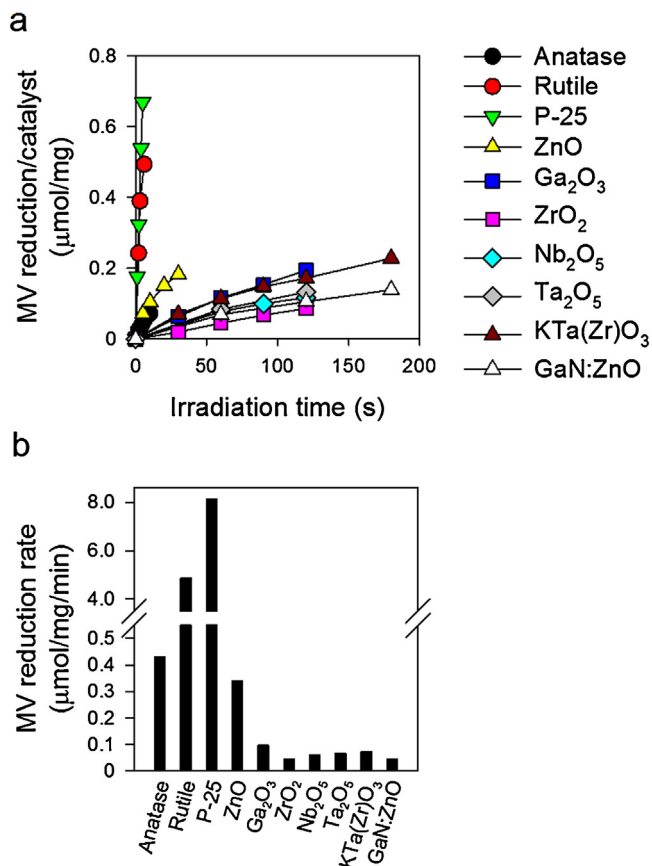 a
MV reduction/catalyst
(μmol/mg)
0.8
0.6
0.4
0.2
0
0
50
100
150
200
Irradiation time (s)
Anatase
Rutile
P-25
ZnO
Ga₂O₃
ZrO₂
Nb₂O₅
Ta₂O₅
KTa(Zr)O₃
GaN:ZnO
b
MV reduction rate
(μmol/mg/min)
8.0
6.0
4.0
0.5
0.4
0.3
0.2
0.1
0
Anatase
Rutile
P-25
ZnO
Ga₂O₃
ZrO₂
Nb₂O₅
Ta₂O₅
KTa(Zr)O₃
GaN:ZnO